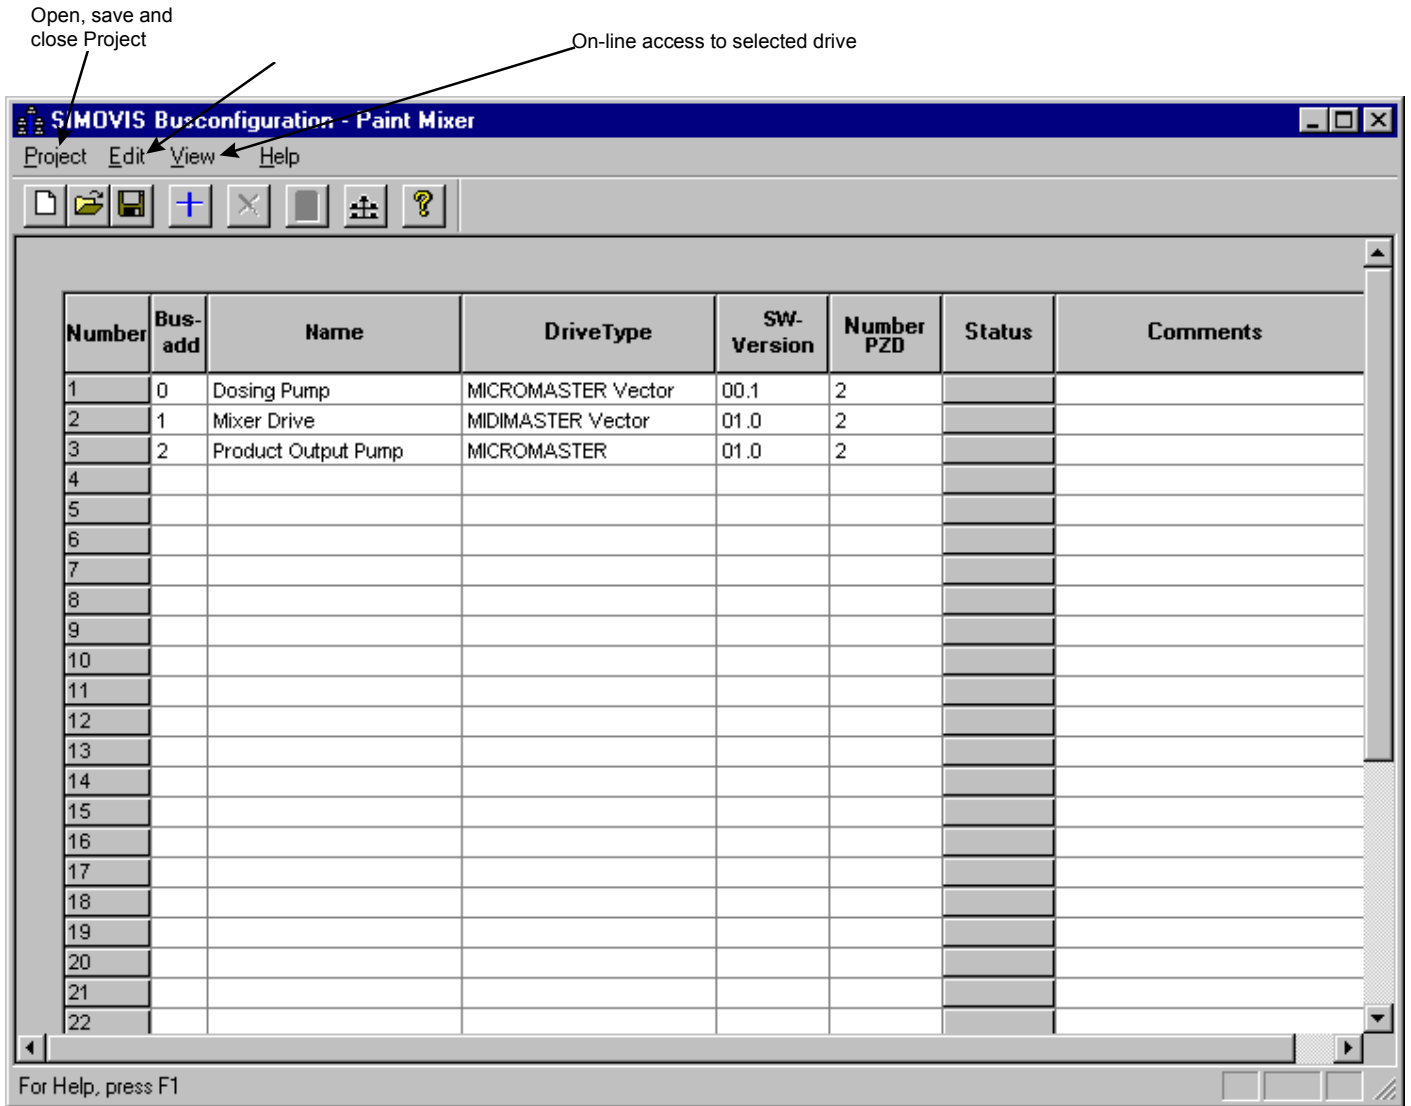 Open, save and
close Project
On-line access to selected drive
SIMOVIS Busconfiguration - Paint Mixer
Project Edit View Help
Number Bus-add Name DriveType SW-Version Number PZD Status Comments
1 0 Dosing Pump MICROMASTER Vector 00.1 2
2 1 Mixer Drive MIDIMASTER Vector 01.0 2
3 2 Product Output Pump MICROMASTER 01.0 2
4
5
6
7
8
9
10
11
12
13
14
15
16
17
18
19
20
21
22
For Help, press F1